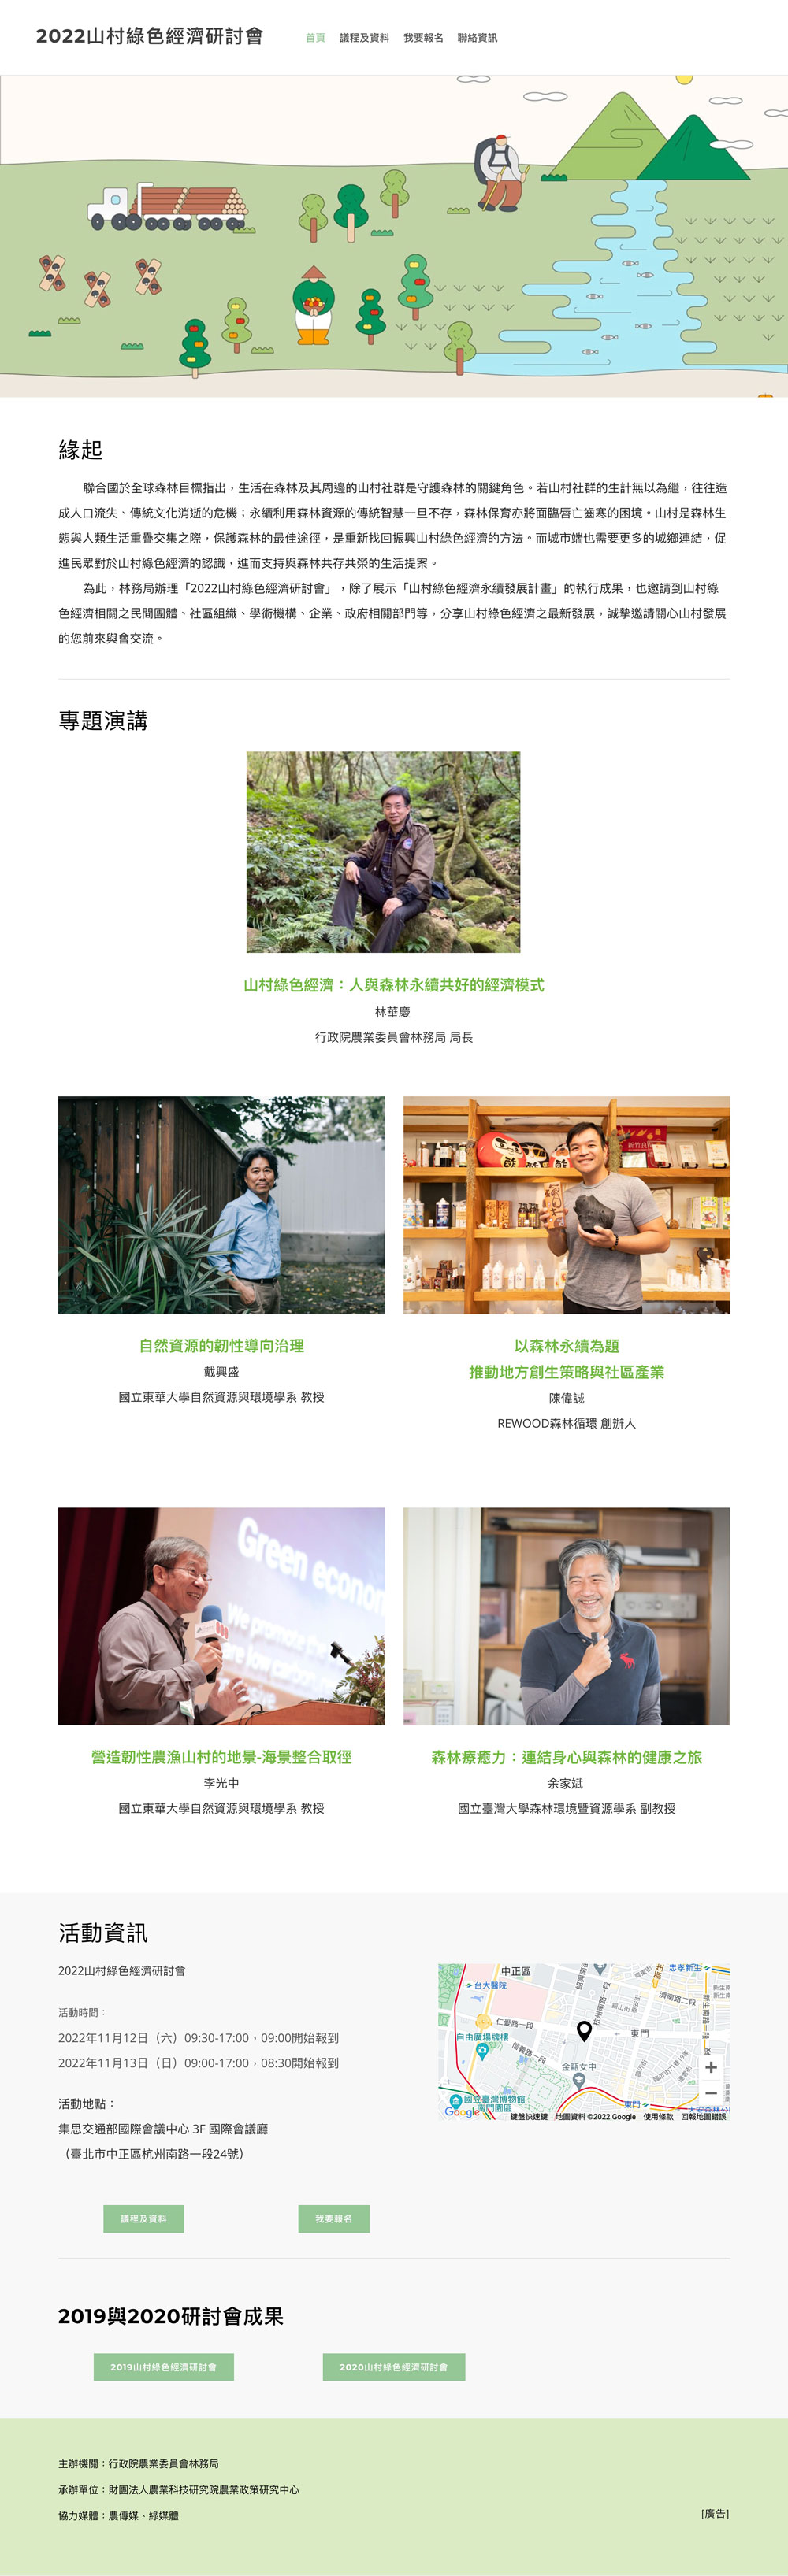 2022山村綠色經濟研討會
首頁 議程及資料 我要報名 聯絡資訊
緣起
聯合國於全球森林目標指出，生活在森林及其周邊的山村社群是守護森林的關鍵角色。若山村社群的生計無以為繼，往往造
成人口流失、傳統文化消逝的危機；永續利用森林資源的傳統智慧一旦不存，森林保育亦將面臨唇亡齒寒的困境。山村是森林生
態與人類生活重疊交集之際，保護森林的最佳途徑，是重新找回振興山村綠色經濟的方法。而城市端也需要更多的城鄉連結，促
進民眾對於山村綠色經濟的認識，進而支持與森林共存共榮的生活提案。
為此，林務局辦理「2022山村綠色經濟研討會」，除了展示「山村綠色經濟永續發展計畫」的執行成果，也邀請到山村綠
色經濟相關之民間團體、社區組織、學術機構、企業、政府相關部門等，分享山村綠色經濟之最新發展，誠摯邀請關心山村發展
的您前來與會交流。
專題演講
山村綠色經濟：人與森林永續共好的經濟模式
林華慶
行政院農業委員會林務局 局長
自然資源的韌性導向治理
戴興盛
國立東華大學自然資源與環境學系 教授
以森林永續為題
推動地方創生策略與社區產業
陳偉誠
REWOOD森林循環 創辦人
Green econom
營造韌性農漁山村的地景-海景整合取徑
李光中
國立東華大學自然資源與環境學系 教授
森林療癒力：連結身心與森林的健康之旅
余家斌
國立臺灣大學森林環境暨資源學系 副教授
活動資訊
2022山村綠色經濟研討會
活動時間：
2022年11月12日（六）09:30-17:00，09:00開始報到
2022年11月13日（日）09:00-17:00，08:30開始報到
活動地點：
集思交通部國際會議中心 3F 國際會議廳
（臺北市中正區杭州南路一段24號）
中正區
忠孝新生
台大醫院
濟南路二段
仁愛路一段
杭州南路一段
自由廣場牌樓
信義路一段
東門
金甌女中
國立臺灣博物館
南門園區
東門
Google
鍵盤快速鍵 地圖資料 ©2022 Google 使用條款 回報地圖錯誤
議程及資料
我要報名
2019與2020研討會成果
2019山村綠色經濟研討會
2020山村綠色經濟研討會
主辦機關：行政院農業委員會林務局
承辦單位：財團法人農業科技研究院農業政策研究中心
協力媒體：農傳媒、綠媒體
[廣告]